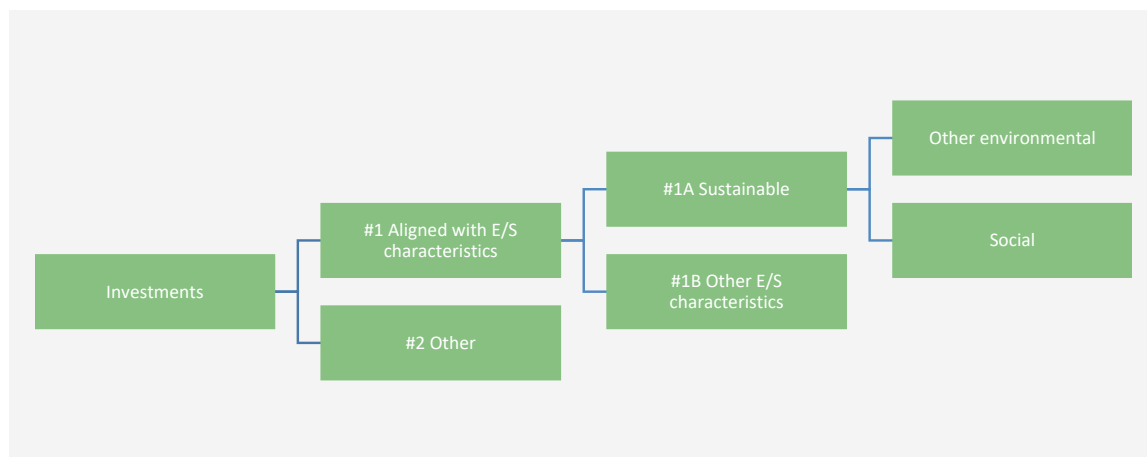 Investments
#1 Aligned with E/S
characteristics
#2 Other
#1A Sustainable
#1B Other E/S
characteristics
Other environmental
Social